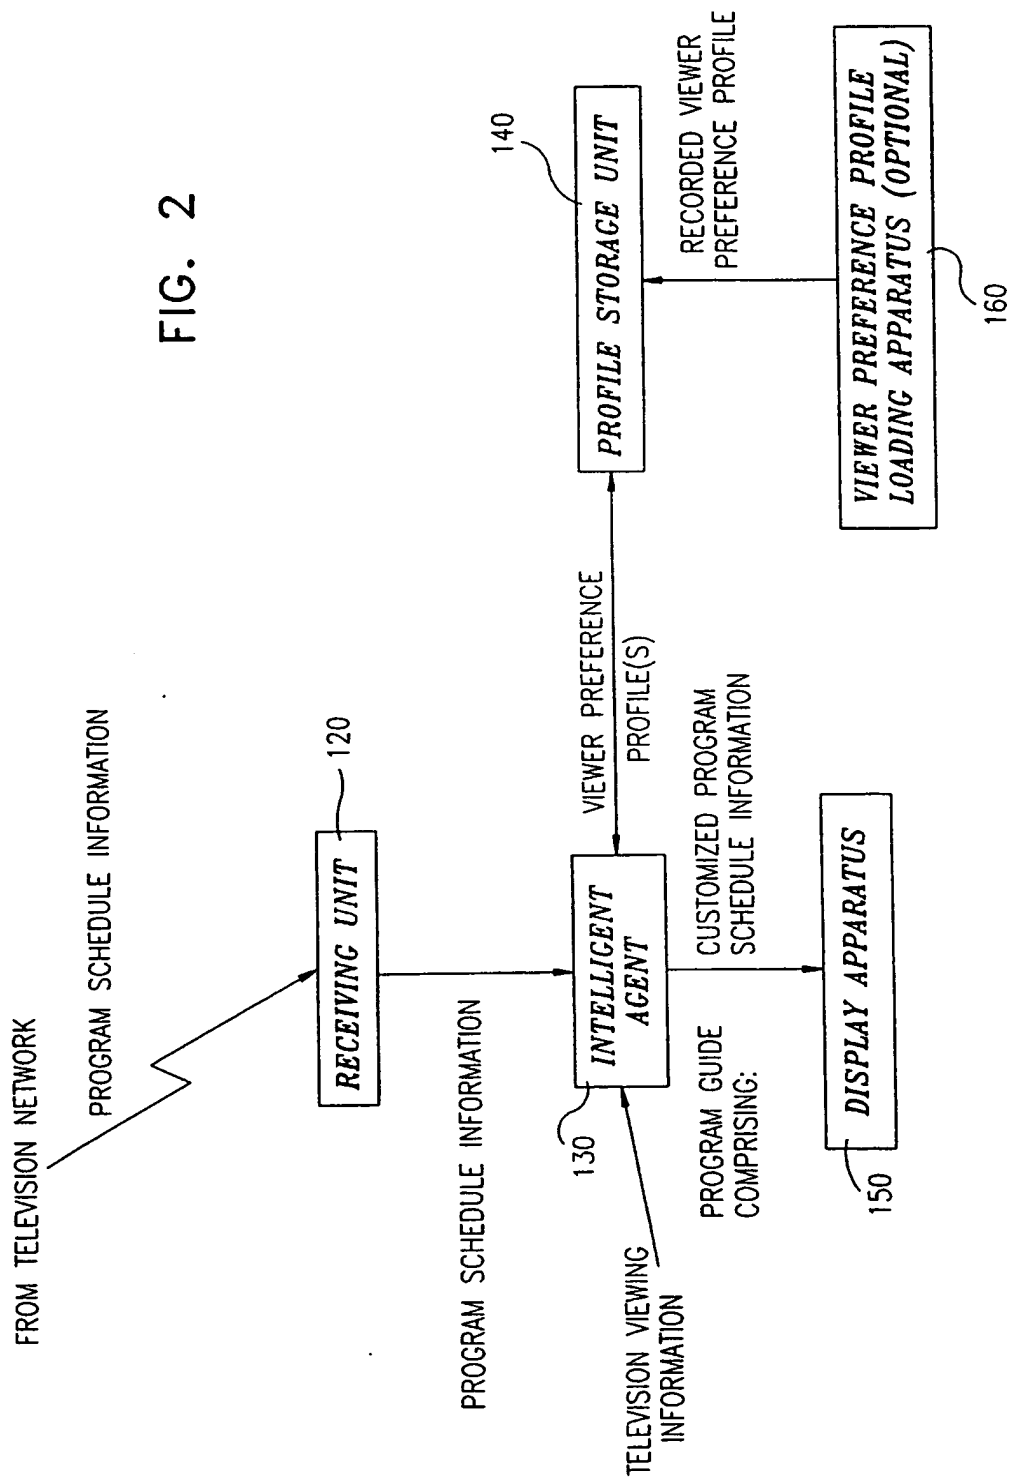 FIG. 2
FROM TELEVISION NETWORK
PROGRAM SCHEDULE INFORMATION
120
RECEIVING UNIT
PROGRAM SCHEDULE INFORMATION
140
130
INTELLIGENT
AGENT
VIEWER PREFERENCE
PROFILE(S)
PROFILE STORAGE UNIT
TELEVISION VIEWING
INFORMATION
PROGRAM GUIDE
COMPRISING:
CUSTOMIZED PROGRAM
SCHEDULE INFORMATION
RECORDED VIEWER
PREFERENCE PROFILE
150
DISPLAY APPARATUS
VIEWER PREFERENCE PROFILE
LOADING APPARATUS (OPTIONAL)
160